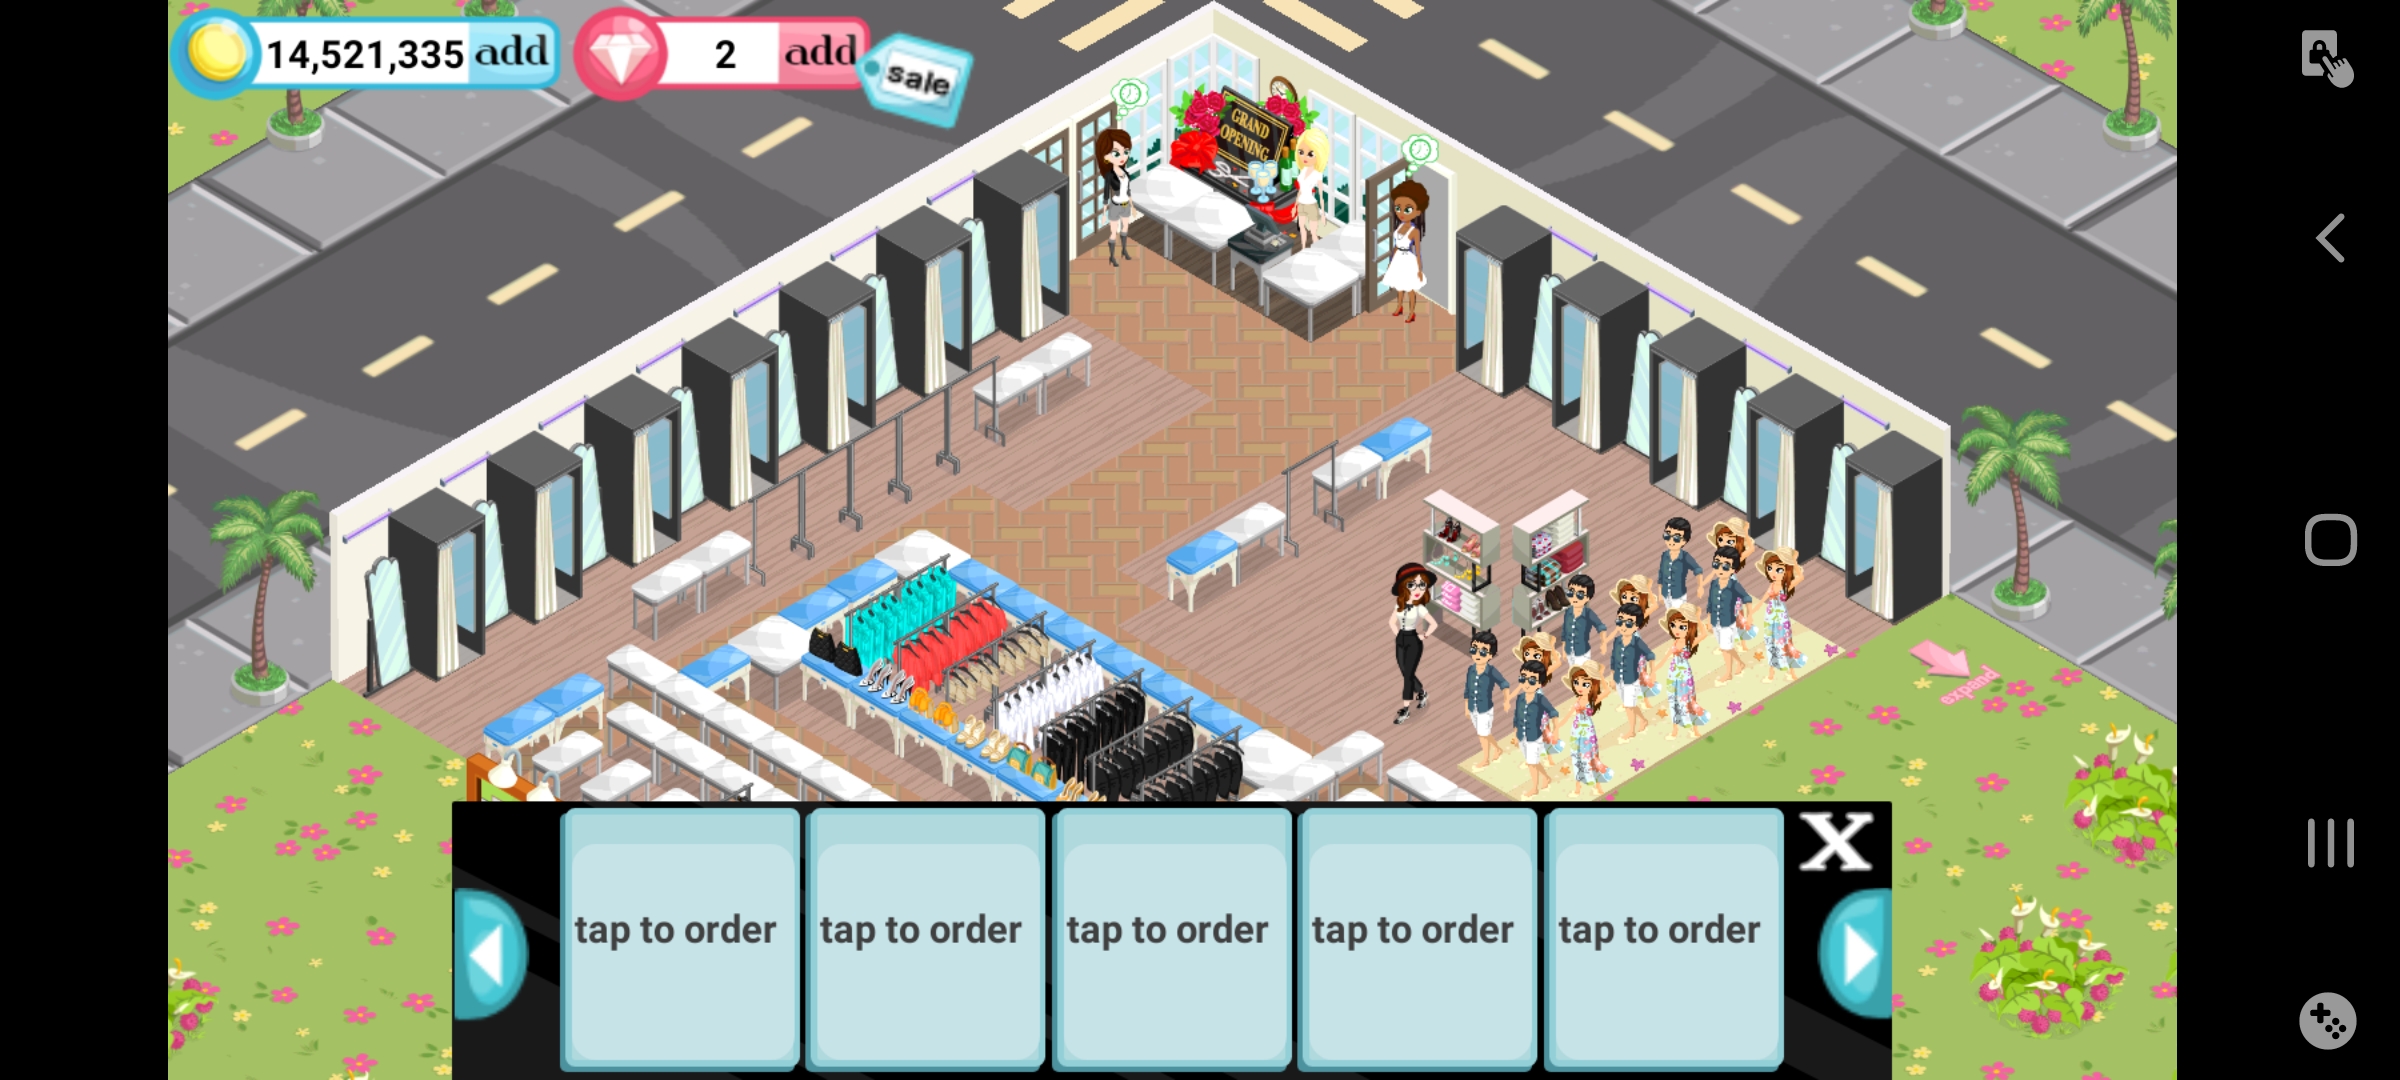 14,521,335 add
2 add
sale
GRAND
OPENING
expand
X
tap to order
tap to order
tap to order
tap to order
tap to order